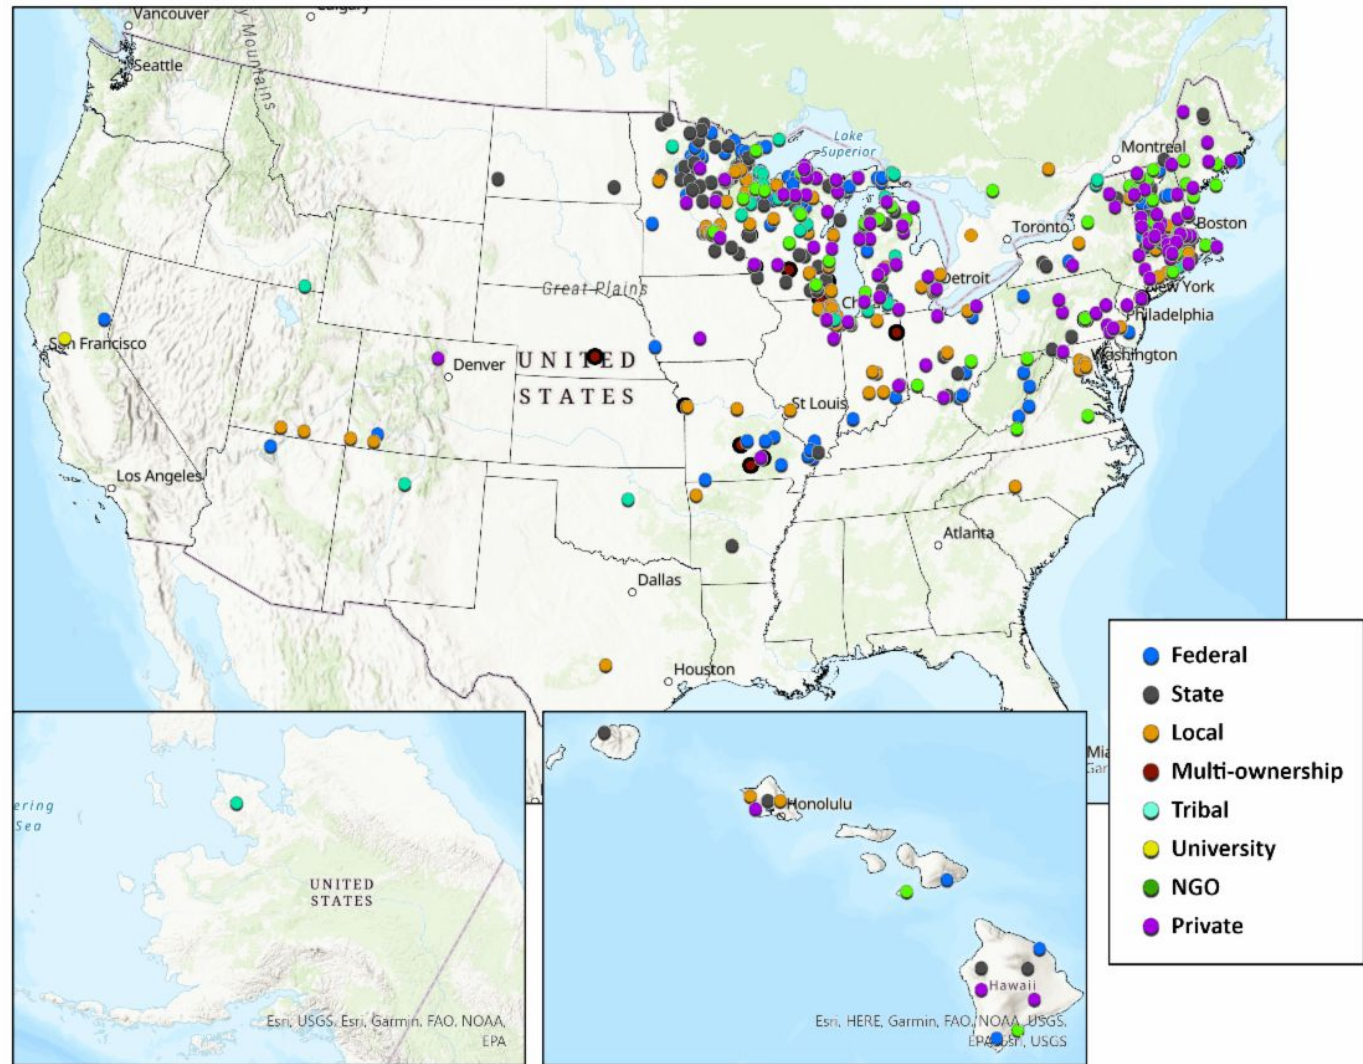 Vancouver
Seattle
Mountains
Lake
Superior
Montreal
Toronto
Boston
Detroit
New York
Great Plains
Philadelphia
San Francisco
Denver
UNITED
STATES
Washington
St Louis
Los Angeles
Atlanta
Dallas
Houston
Federal
State
Local
Multi-ownership
Tribal
University
NGO
Private
ering
Sea
UNITED
STATES
Esri, USGS, Esri, Garmin, FAO, NOAA,
EPA
Honolulu
Hawaii
Esri, HERE, Garmin, FAO, NOAA, USGS,
EPA, Esri, USGS